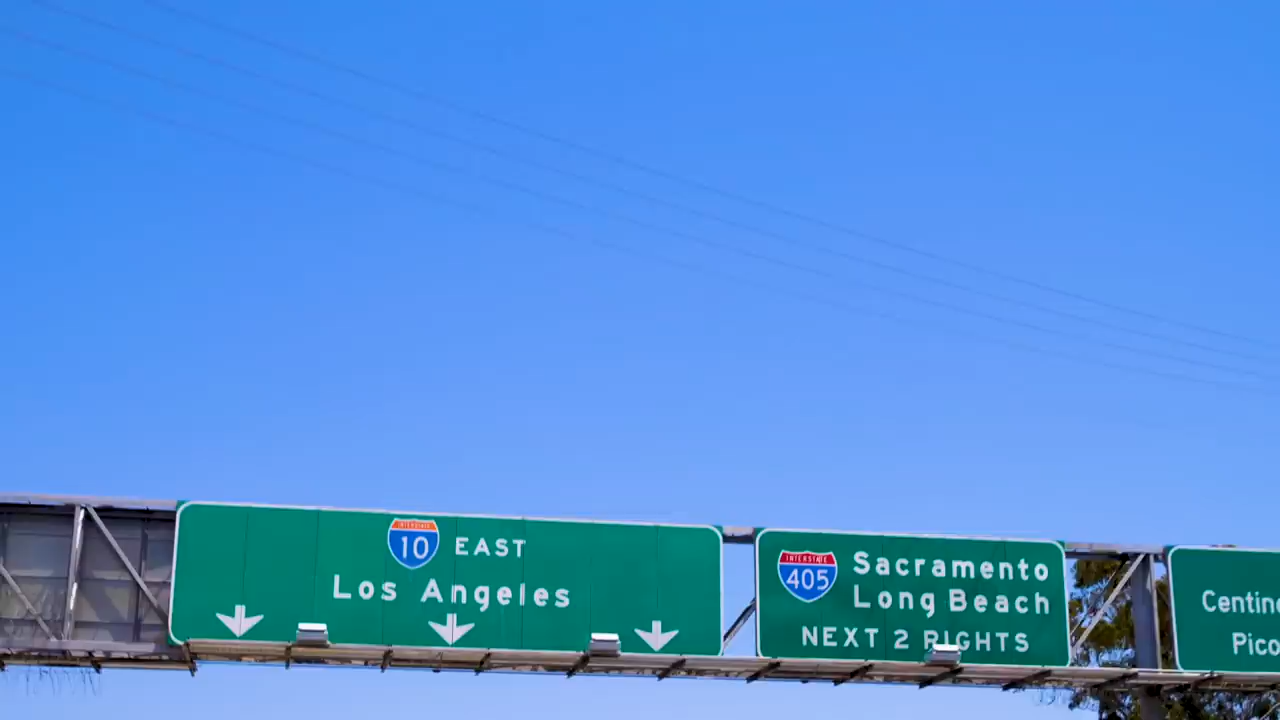 INTERSTATE
10 EAST
Los Angeles
INTERSTATE
405
Sacramento
Long Beach
NEXT 2 RIGHTS
Pico